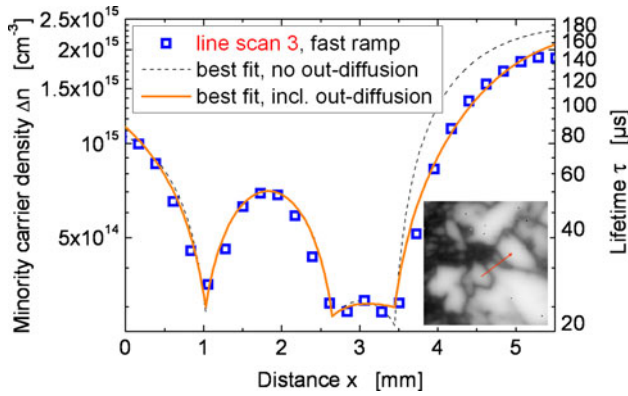 Minority carrier density Δn [cm⁻³]
2.5x10¹⁵
2x10¹⁵
1.5x10¹⁵
10¹⁵
5x10¹⁴
line scan 3, fast ramp
best fit, no out-diffusion
best fit, incl. out-diffusion
180
160
140
120
100
80
60
40
20
Lifetime τ [µs]
0 1 2 3 4 5
Distance x [mm]